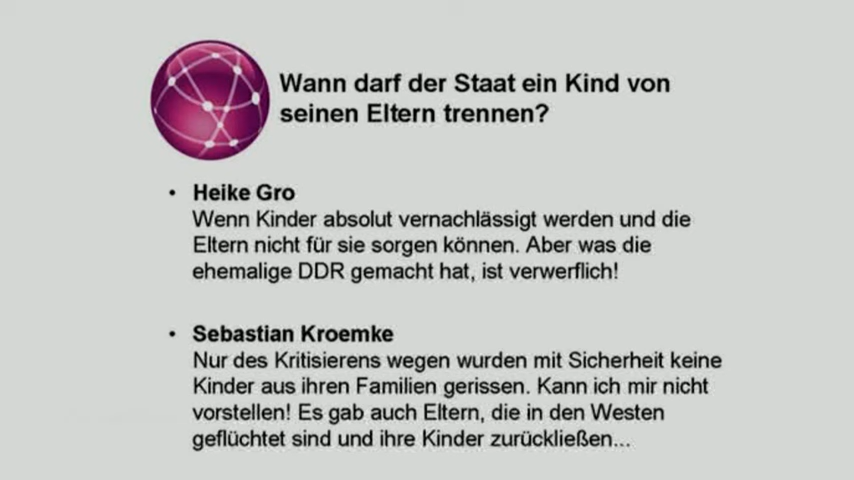 Wann darf der Staat ein Kind von
seinen Eltern trennen?
• Heike Gro
Wenn Kinder absolut vernachlässigt werden und die
Eltern nicht für sie sorgen können. Aber was die
ehemalige DDR gemacht hat, ist verwerflich!
• Sebastian Kroemke
Nur des Kritisierens wegen wurden mit Sicherheit keine
Kinder aus ihren Familien gerissen. Kann ich mir nicht
vorstellen! Es gab auch Eltern, die in den Westen
geflüchtet sind und ihre Kinder zurückließen...